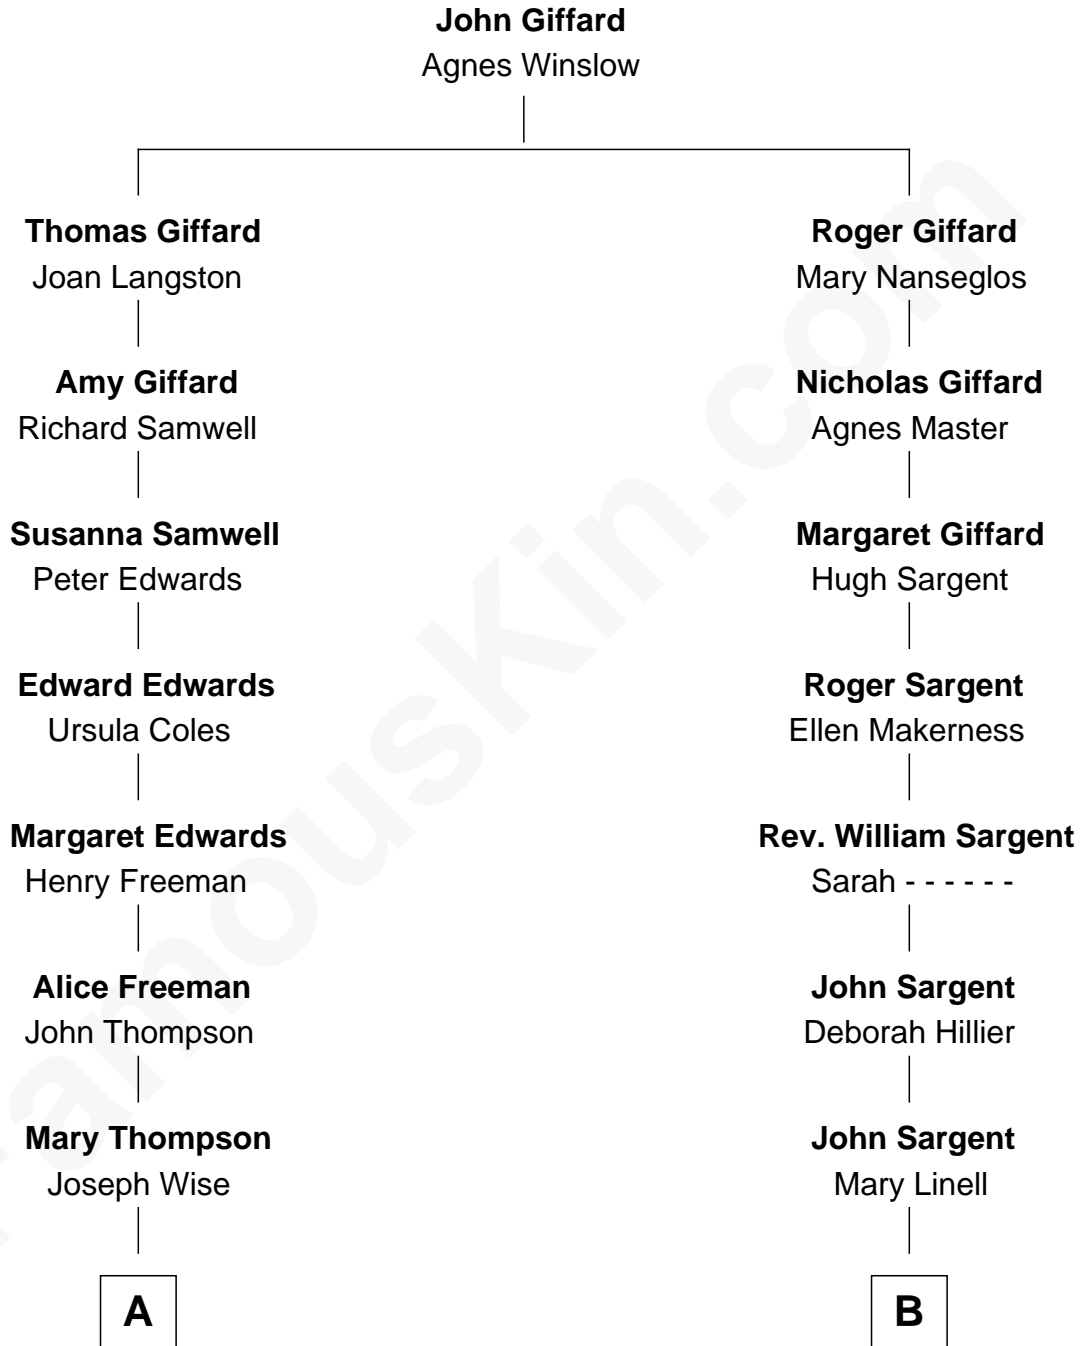 John Giffard
Agnes Winslow
Thomas Giffard
Joan Langston
Roger Giffard
Mary Nanseglos
Amy Giffard
Richard Samwell
Nicholas Giffard
Agnes Master
Susanna Samwell
Peter Edwards
Margaret Giffard
Hugh Sargent
Edward Edwards
Ursula Coles
Roger Sargent
Ellen Makerness
Margaret Edwards
Henry Freeman
Rev. William Sargent
Sarah - - - - - -
Alice Freeman
John Thompson
John Sargent
Deborah Hillier
Mary Thompson
Joseph Wise
John Sargent
Mary Linell
A
B
FamousKin.com